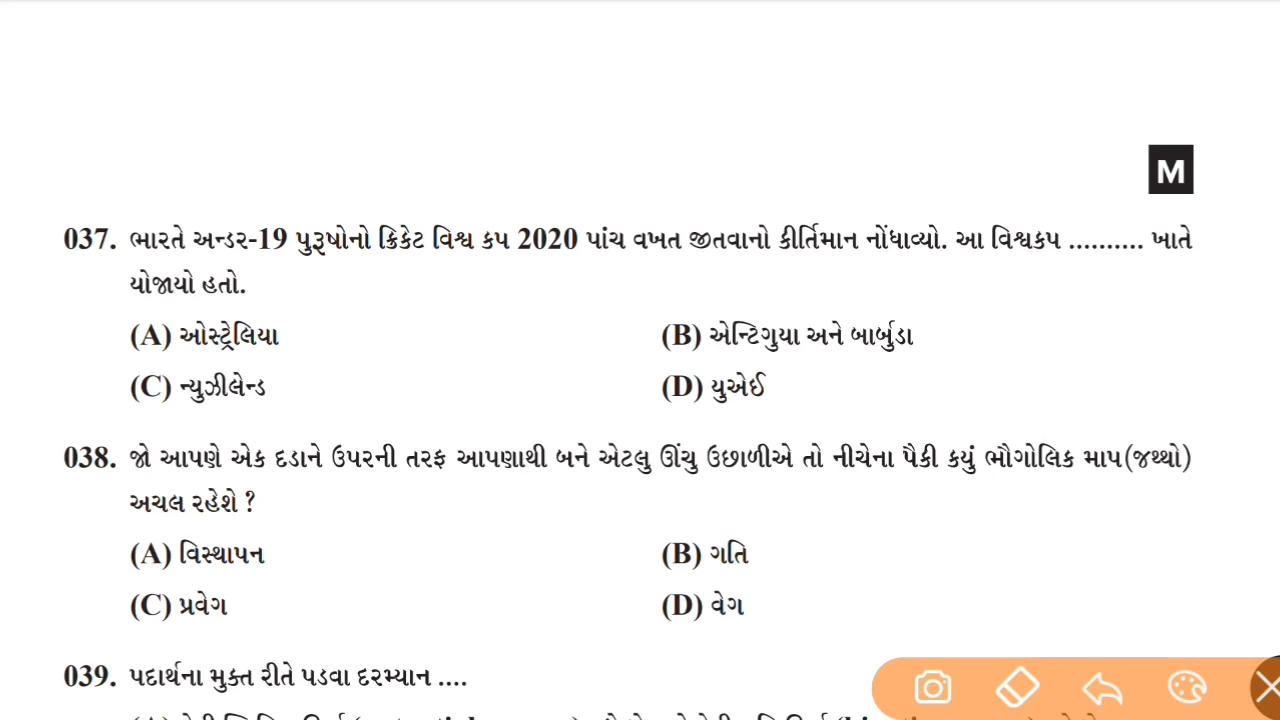 M
037. ભારતે અન્ડર-19 પુરૂષોનો ક્રિકેટ વિશ્વ કપ 2020 પાંચ વખત જીતવાનો કીર્તિમાન નોંધાવ્યો. આ વિશ્વકપ .......... ખાતે
યોજાયો હતો.
(A) ઓસ્ટ્રેલિયા (B) એન્ટિગુયા અને બાર્બુડા
(C) ન્યુઝીલેન્ડ (D) યુએઈ
038. જો આપણે એક દડાને ઉપરની તરફ આપણાથી બને એટલુ ઊંચુ ઉછાળીએ તો નીચેના પૈકી કયું ભૌગોલિક માપ(જથ્થો)
અચલ રહેશે ?
(A) વિસ્થાપન (B) ગતિ
(C) પ્રવેગ (D) વેગ
039. પદાર્થના મુક્ત રીતે પડવા દરમ્યાન ....